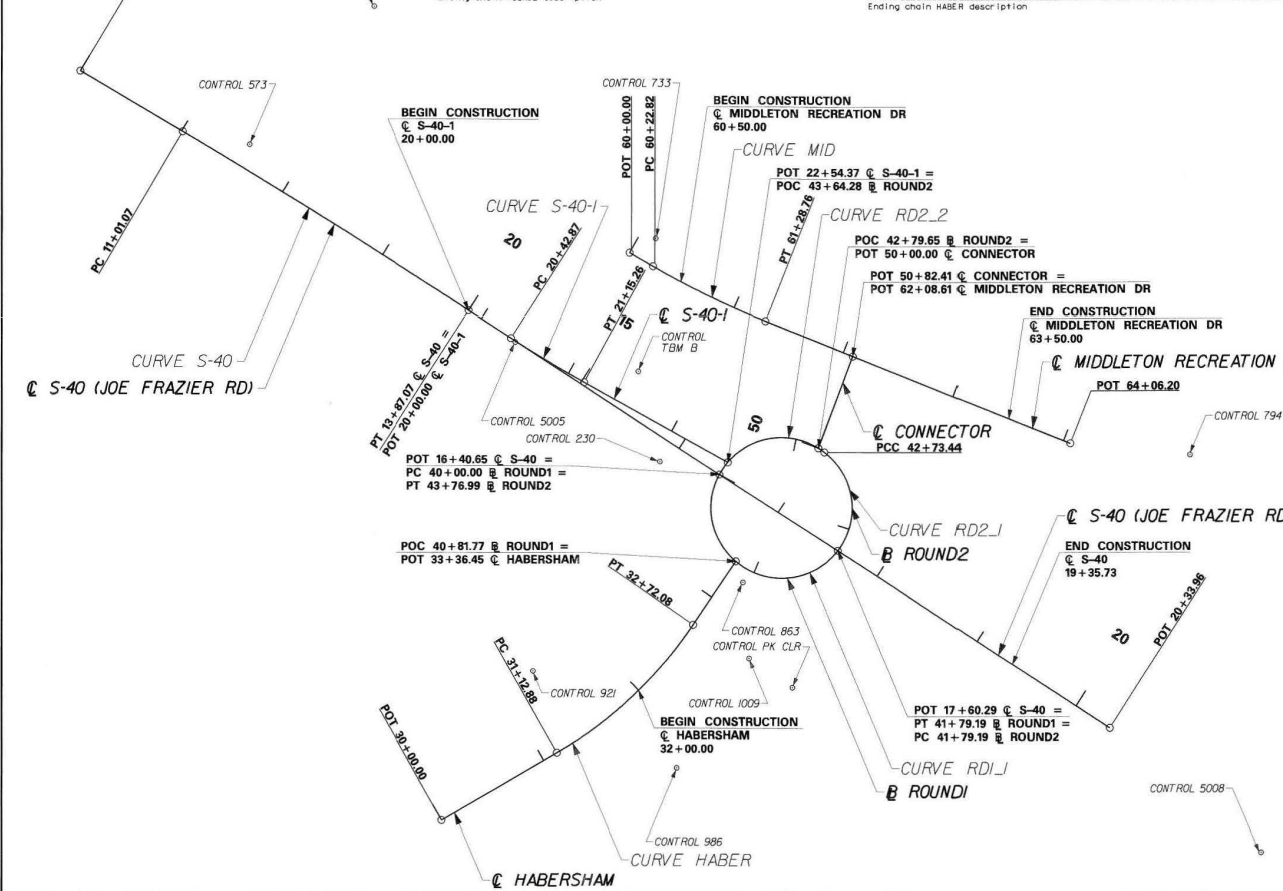 Ending chain HABER description
CONTROL 573
CONTROL 733
BEGIN CONSTRUCTION
℄ S-40-1
20+00.00
POT 60+00.00
PC 60+22.82
BEGIN CONSTRUCTION
℄ MIDDLETON RECREATION DR
60+50.00
CURVE MID
POT 22+54.37 ℄ S-40-1 =
POC 43+64.28 B ROUND2
PT 61+28.76
CURVE RD2_2
CURVE S-40-1
20
PC 20+42.87
POC 42+79.65 B ROUND2 =
POT 50+00.00 ℄ CONNECTOR
PC 11+01.07
PT 21+15.26
15
POT 50+82.41 ℄ CONNECTOR =
POT 62+08.61 ℄ MIDDLETON RECREATION DR
℄ S-40-1
CONTROL
TBM B
END CONSTRUCTION
℄ MIDDLETON RECREATION DR
63+50.00
CURVE S-40
℄ S-40 (JOE FRAZIER RD)
PT 13+87.07 ℄ S-40 =
POT 20+00.00 ℄ S-40-1
℄ MIDDLETON RECREATION
POT 64+06.20
CONTROL 5005
CONTROL 230
50
℄ CONNECTOR
PCC 42+73.44
CONTROL 794
POT 16+40.65 ℄ S-40 =
PC 40+00.00 B ROUND1 =
PT 43+76.99 B ROUND2
CURVE RD2_1
B ROUND2
℄ S-40 (JOE FRAZIER RD
POC 40+81.77 B ROUND1 =
POT 33+36.45 ℄ HABERSHAM
END CONSTRUCTION
℄ S-40
19+35.73
PT 32+72.08
CONTROL 863
CONTROL PK CLR
20
POT 20+33.96
PC 31+12.88
CONTROL 921
CONTROL 1009
POT 30+00.00
BEGIN CONSTRUCTION
℄ HABERSHAM
32+00.00
POT 17+60.29 ℄ S-40 =
PT 41+79.19 B ROUND1 =
PC 41+79.19 B ROUND2
CURVE RD1_1
B ROUND1
CONTROL 5008
CONTROL 986
CURVE HABER
℄ HABERSHAM